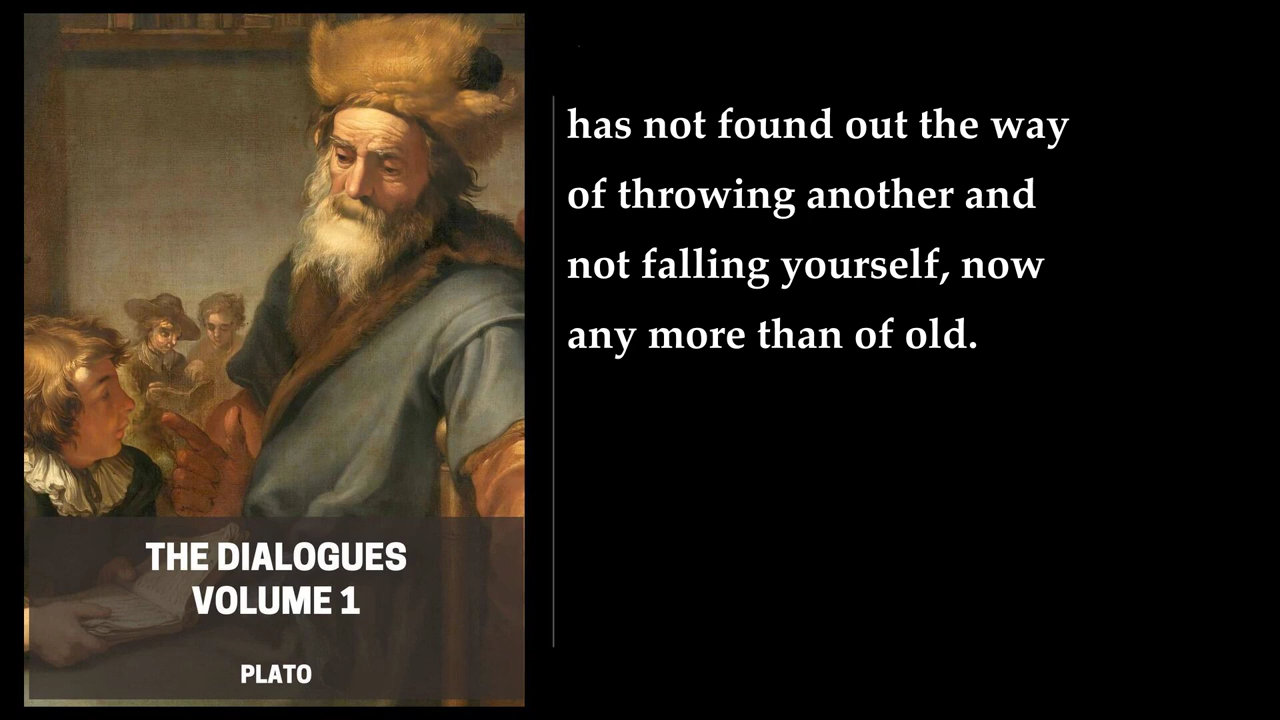 has not found out the way
of throwing another and
not falling yourself, now
any more than of old.
THE DIALOGUES
VOLUME 1
PLATO